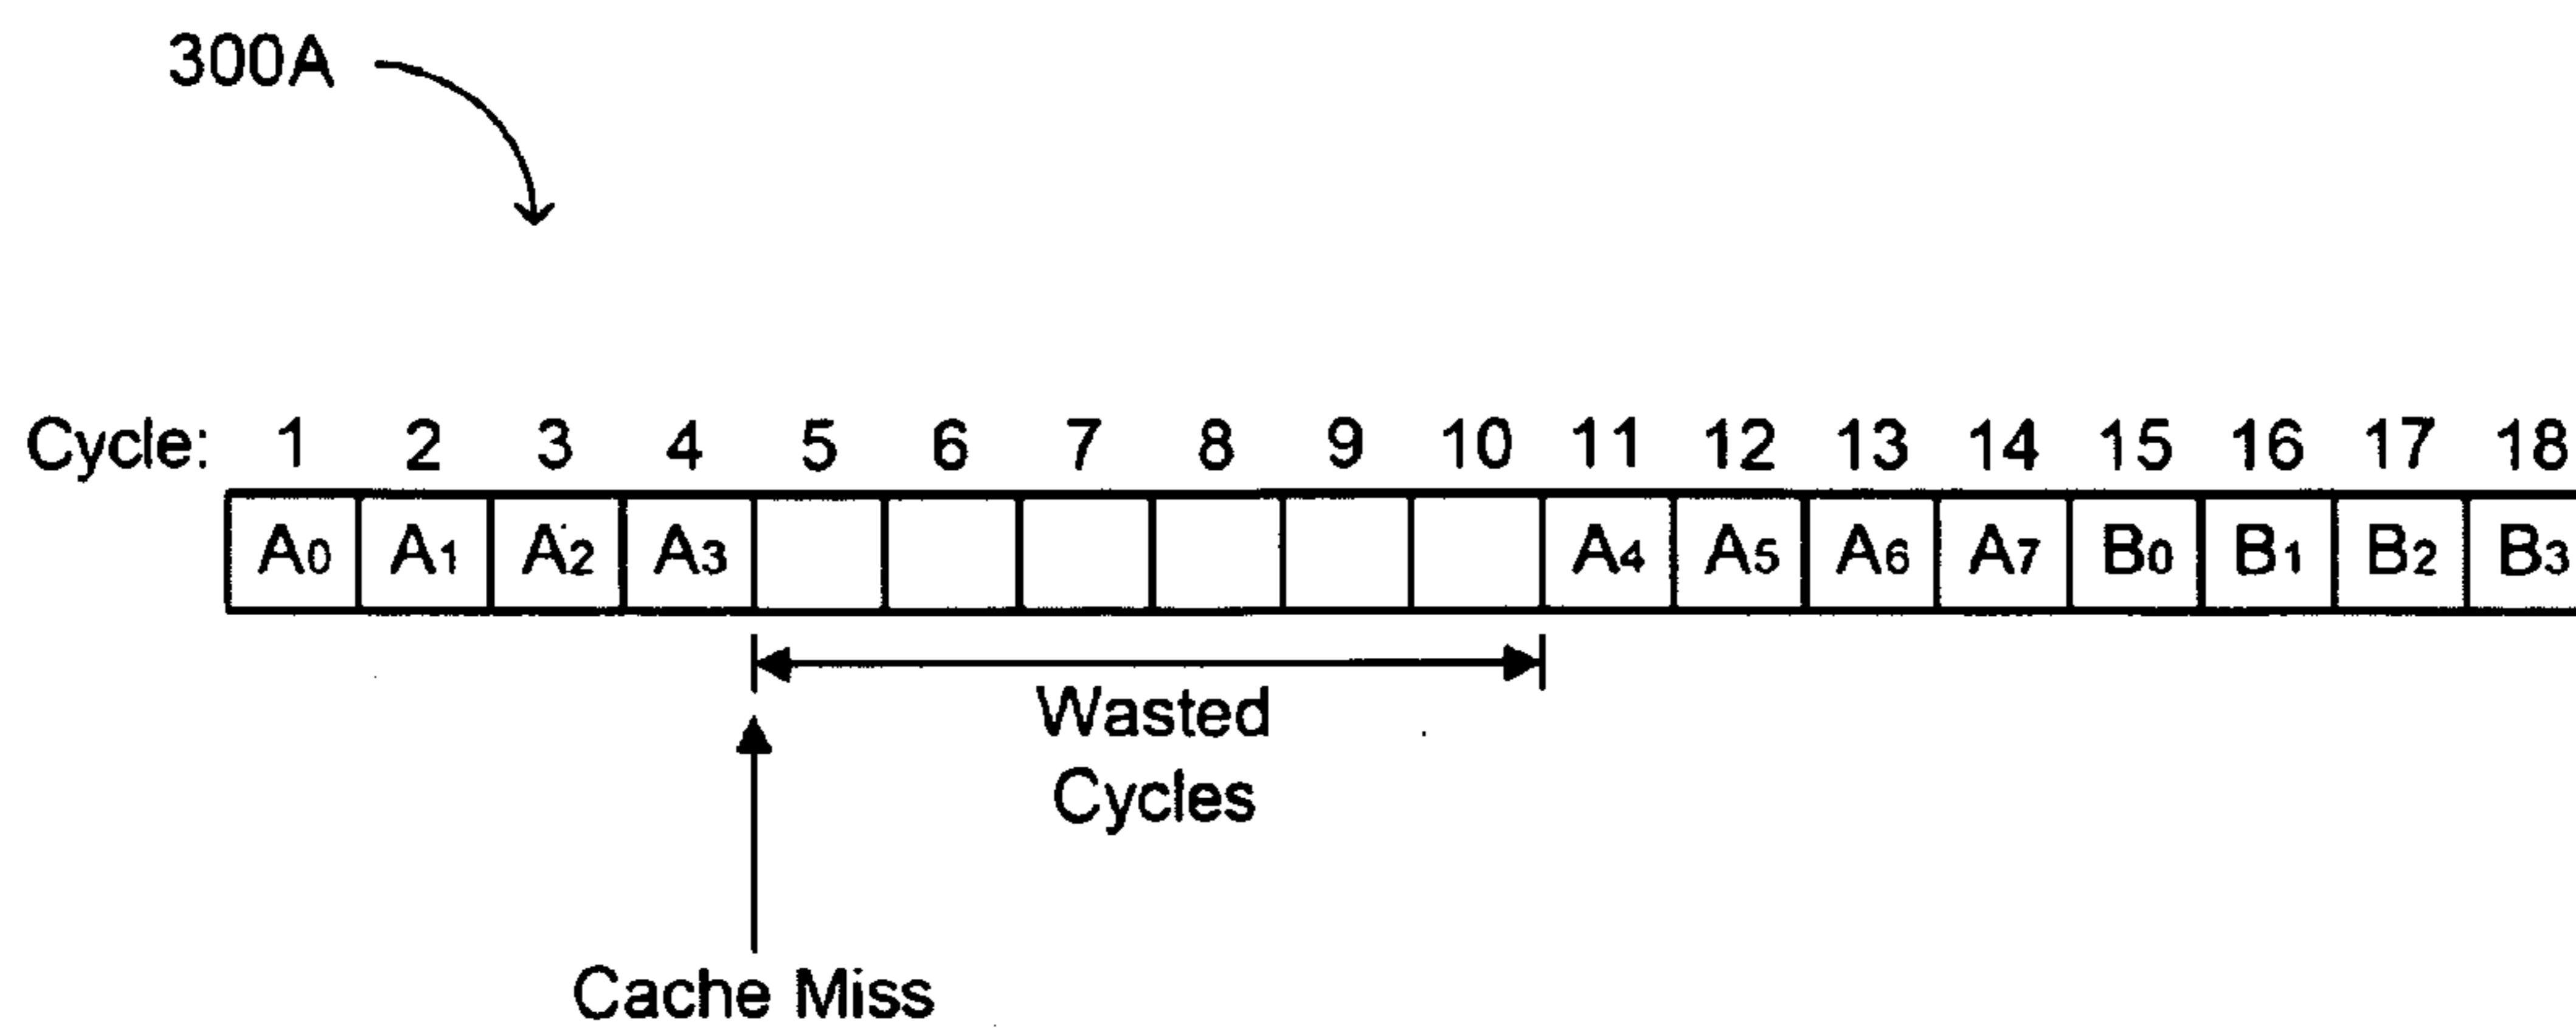 300A
Cycle: 1 2 3 4 5 6 7 8 9 10 11 12 13 14 15 16 17 18
A0 A1 A2 A3 A4 A5 A6 A7 B0 B1 B2 B3
Wasted
Cycles
Cache Miss